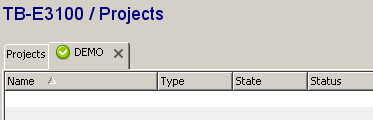 TB-E3100 / Projects
Projects DEMO
Name Type State Status